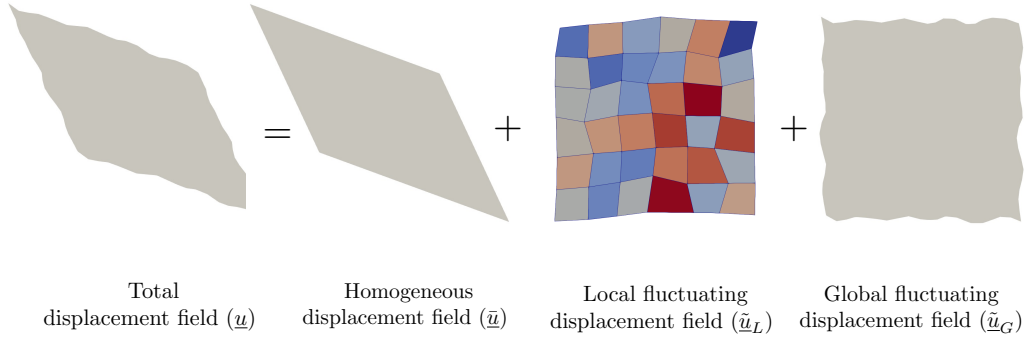 = + +
Total
displacement field (u̲)
Homogeneous
displacement field (ū̲)
Local fluctuating
displacement field (ũ̲_L)
Global fluctuating
displacement field (ũ̲_G)